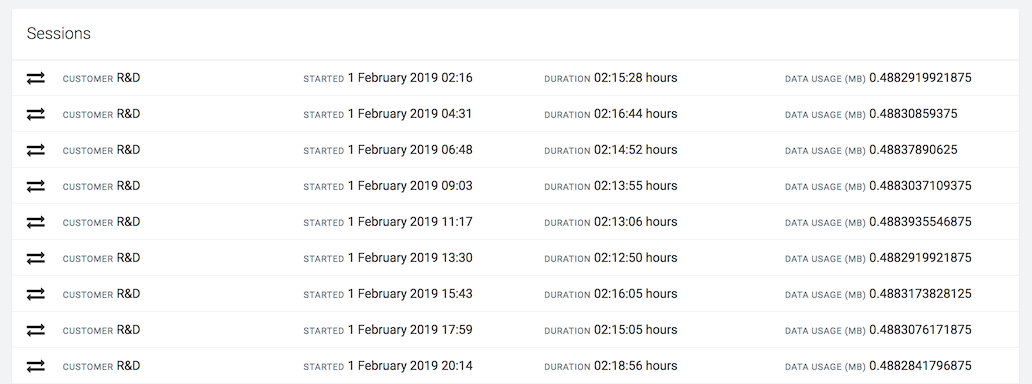 Sessions
CUSTOMER R&D STARTED 1 February 2019 02:16 DURATION 02:15:28 hours DATA USAGE (MB) 0.4882919921875
CUSTOMER R&D STARTED 1 February 2019 04:31 DURATION 02:16:44 hours DATA USAGE (MB) 0.48830859375
CUSTOMER R&D STARTED 1 February 2019 06:48 DURATION 02:14:52 hours DATA USAGE (MB) 0.48837890625
CUSTOMER R&D STARTED 1 February 2019 09:03 DURATION 02:13:55 hours DATA USAGE (MB) 0.4883037109375
CUSTOMER R&D STARTED 1 February 2019 11:17 DURATION 02:13:06 hours DATA USAGE (MB) 0.4883935546875
CUSTOMER R&D STARTED 1 February 2019 13:30 DURATION 02:12:50 hours DATA USAGE (MB) 0.4882919921875
CUSTOMER R&D STARTED 1 February 2019 15:43 DURATION 02:16:05 hours DATA USAGE (MB) 0.4883173828125
CUSTOMER R&D STARTED 1 February 2019 17:59 DURATION 02:15:05 hours DATA USAGE (MB) 0.4883076171875
CUSTOMER R&D STARTED 1 February 2019 20:14 DURATION 02:18:56 hours DATA USAGE (MB) 0.4882841796875